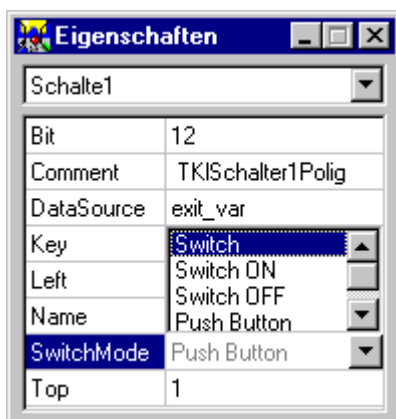 Eigenschaften
Schalte1
Bit 12
Comment TKISchalter1Polig
DataSource exit_var
Key Switch
Left Switch ON
Switch OFF
Name Push Button
SwitchMode Push Button
Top 1